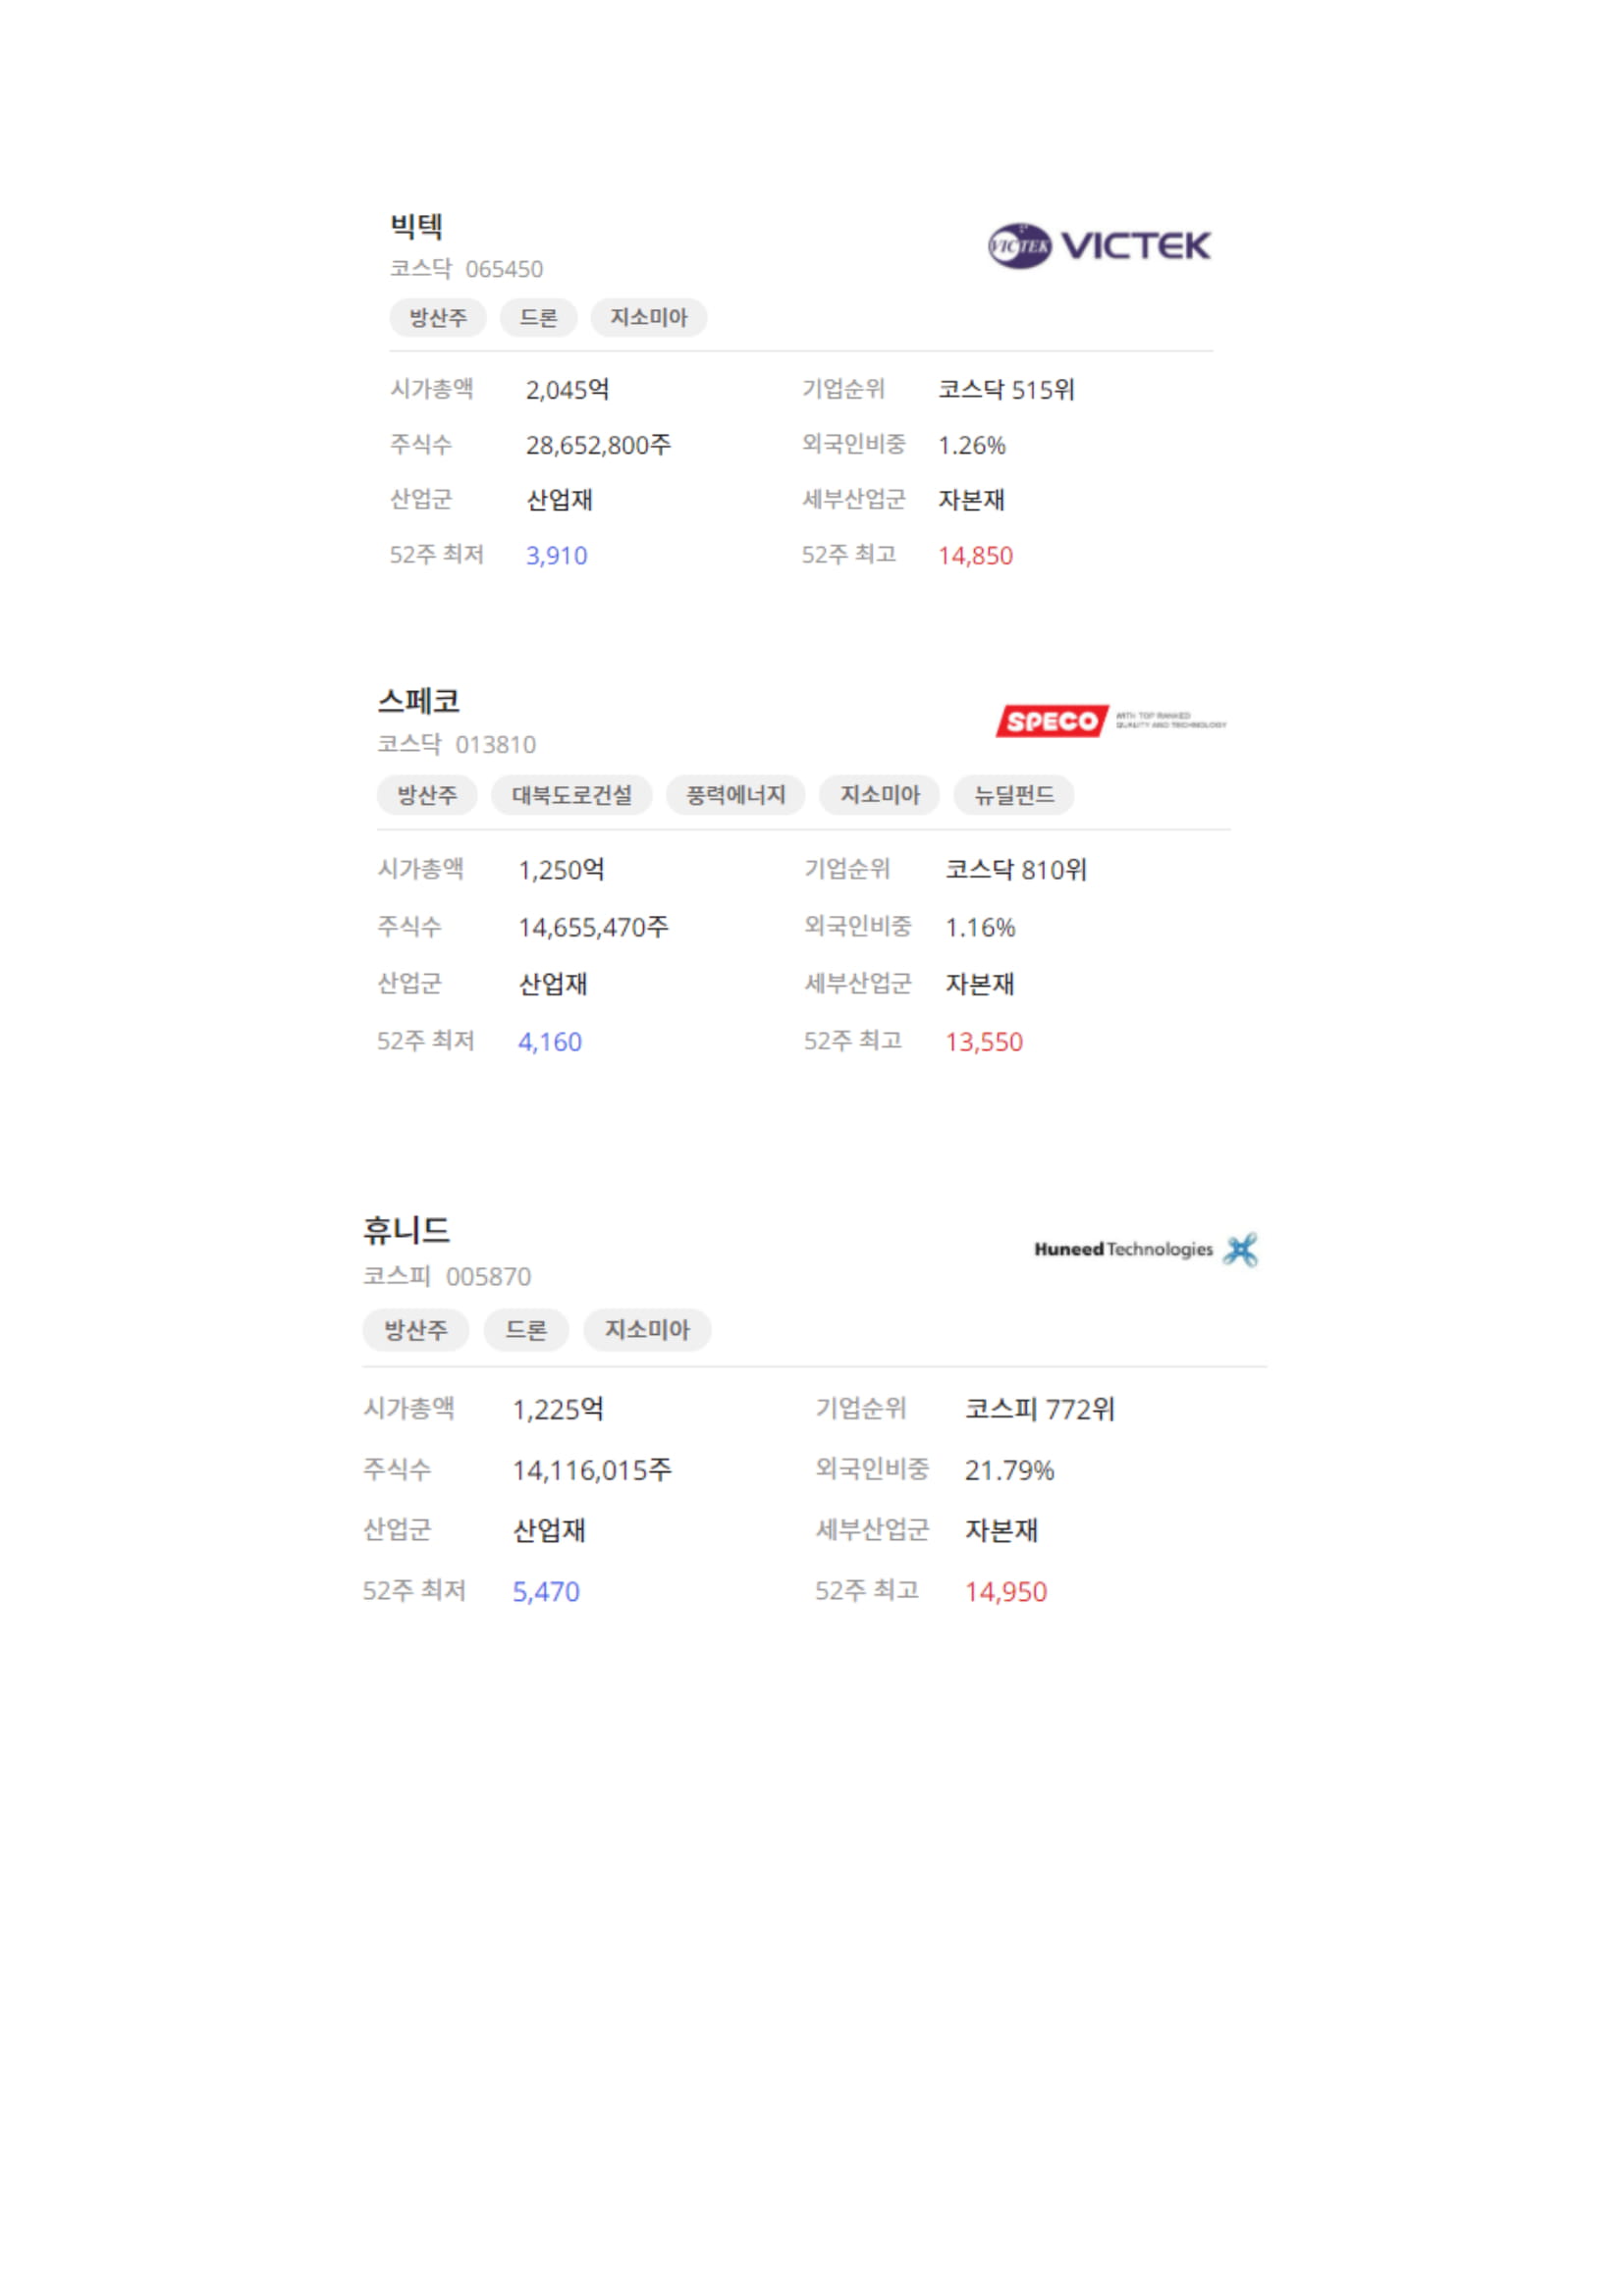 빅텍
VICTEK VICTEK
코스닥 065450
방산주 드론 지소미아
시가총액 2,045억 기업순위 코스닥 515위
주식수 28,652,800주 외국인비중 1.26%
산업군 산업재 세부산업군 자본재
52주 최저 3,910 52주 최고 14,850
스페코
SPECO WITH TOP RANKED
QUALITY AND TECHNOLOGY
코스닥 013810
방산주 대북도로건설 풍력에너지 지소미아 뉴딜펀드
시가총액 1,250억 기업순위 코스닥 810위
주식수 14,655,470주 외국인비중 1.16%
산업군 산업재 세부산업군 자본재
52주 최저 4,160 52주 최고 13,550
휴니드
Huneed Technologies
코스피 005870
방산주 드론 지소미아
시가총액 1,225억 기업순위 코스피 772위
주식수 14,116,015주 외국인비중 21.79%
산업군 산업재 세부산업군 자본재
52주 최저 5,470 52주 최고 14,950